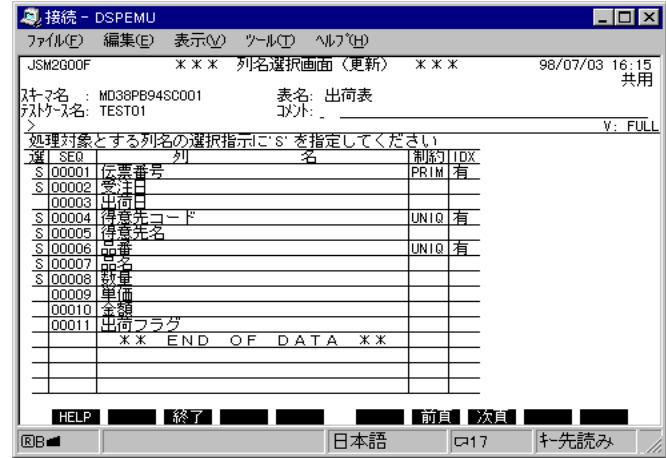 接続 - DSPEMU
ファイル(F) 編集(E) 表示(V) ツール(T) ヘルプ(H)
JSM2G00F ＊＊＊ 列名選択画面（更新） ＊＊＊ 98/07/03 16:15
共用
スキーマ名 : MD38PB94SC001 表名: 出荷表
テストケース名: TEST01 コメント: _
> V: FULL
処理対象とする列名の選択指示に'S'を指定してください
選 SEQ 列 名 制約 IDX
S 00001 伝票番号 PRIM 有
S 00002 受注日
00003 出荷日
S 00004 得意先コード UNIQ 有
S 00005 得意先名
S 00006 品番 UNIQ 有
S 00007 品名
S 00008 数量
00009 単価
00010 金額
00011 出荷フラグ
＊＊ ＥＮＤ ＯＦ ＤＡＴＡ ＊＊
HELP 終了 前頁 次頁
B 日本語 17 キー先読み